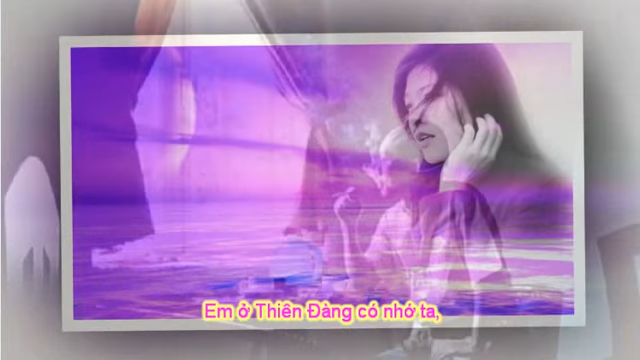 Em ở Thiên Đàng có nhớ ta,